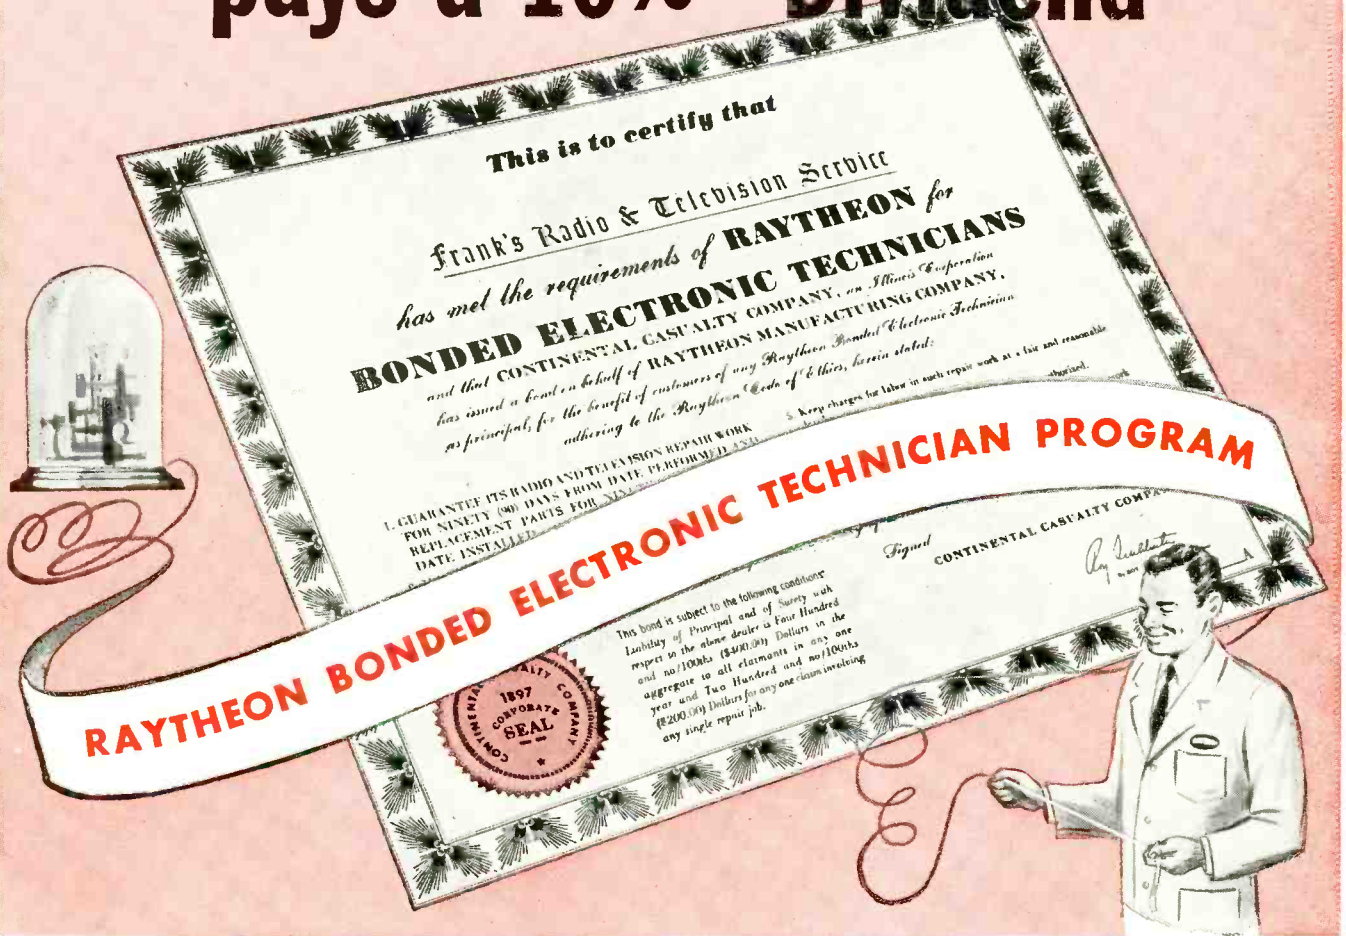 pays a 10% Dividend
This is to certify that
Frank's Radio & Television Service
has met the requirements of RAYTHEON for
BONDED ELECTRONIC TECHNICIANS
and that CONTINENTAL CASUALTY COMPANY, an Illinois Corporation
has issued a bond on behalf of RAYTHEON MANUFACTURING COMPANY,
as principal, for the benefit of customers of any Raytheon Bonded Electronic Technician
adhering to the Raytheon Code of Ethics, herein stated:
1. GUARANTEE ITS RADIO AND TELEVISION REPAIR WORK
FOR NINETY (90) DAYS FROM DATE PERFORMED AND
REPLACEMENT PARTS FOR
DATE INSTALLED
5. Keep charges for labor in such repair work at a fair and reasonable
authorized.
work
RAYTHEON BONDED ELECTRONIC TECHNICIAN PROGRAM
Signed
CONTINENTAL CASUALTY
This bond is subject to the following conditions:
Liability of Principal and of Surety with
respect to the above dealer is Four Hundred
and no/100ths ($400.00) Dollars in the
aggregate to all claimants in any one
year and Two Hundred and no/100ths
($200.00) Dollars for any one claim involving
any single repair job.
CONTINENTAL
COMPANY
1897
CORPORATE
SEAL